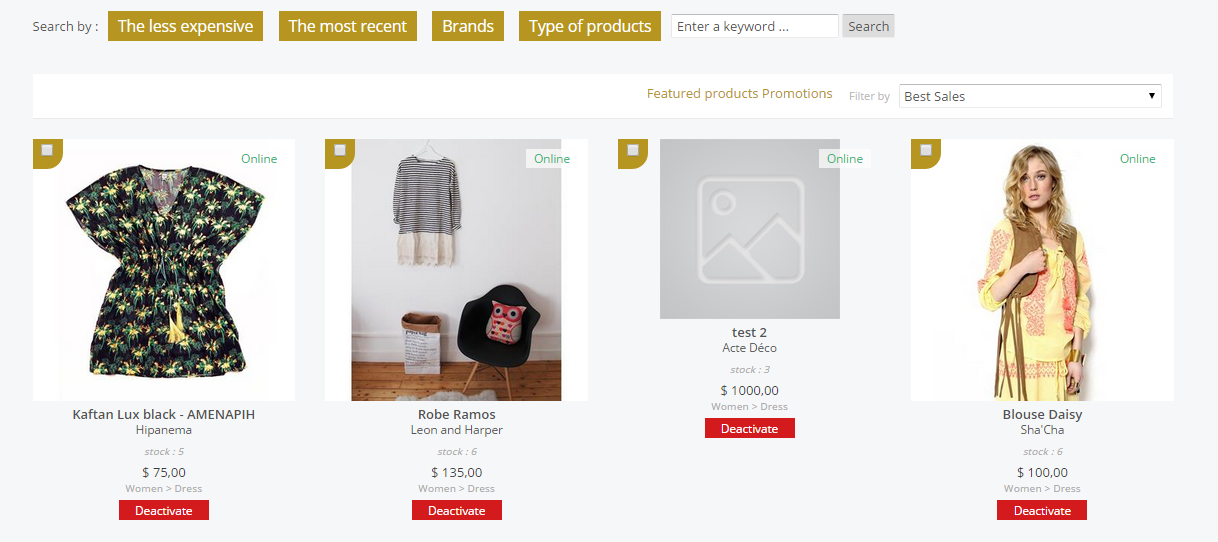 Search by : The less expensive The most recent Brands Type of products Enter a keyword ... Search
Featured products Promotions Filter by Best Sales
Online Online Online Online
Kaftan Lux black - AMENAPIH
Hipanema
stock : 5
$ 75,00
Women > Dress
Deactivate
Robe Ramos
Leon and Harper
stock : 6
$ 135,00
Women > Dress
Deactivate
test 2
Acte Déco
stock : 3
$ 1000,00
Women > Dress
Deactivate
Blouse Daisy
Sha'Cha
stock : 6
$ 100,00
Women > Dress
Deactivate